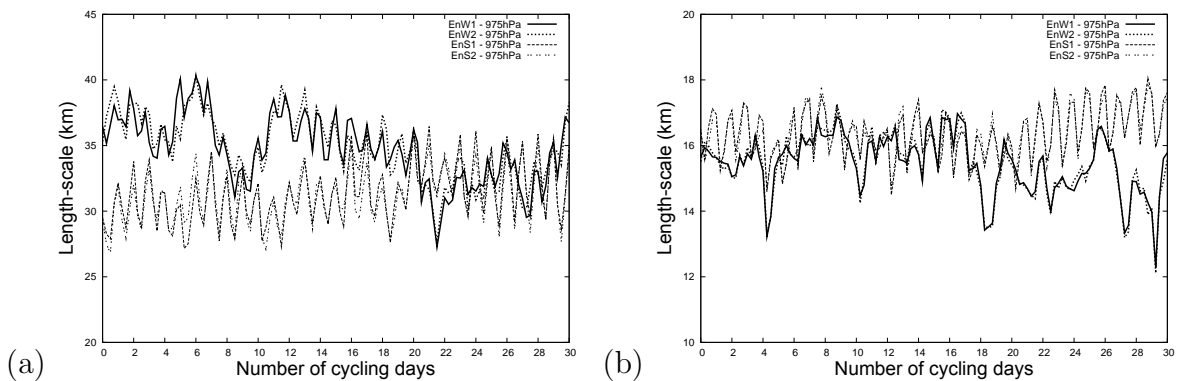 45
40
35
30
25
20
0 2 4 6 8 10 12 14 16 18 20 22 24 26 28 30
Length-scale (km)
Number of cycling days
EnW1 - 975hPa
EnW2 - 975hPa
EnS1 - 975hPa
EnS2 - 975hPa
(a)
20
18
16
14
12
10
0 2 4 6 8 10 12 14 16 18 20 22 24 26 28 30
Length-scale (km)
Number of cycling days
EnW1 - 975hPa
EnW2 - 975hPa
EnS1 - 975hPa
EnS2 - 975hPa
(b)